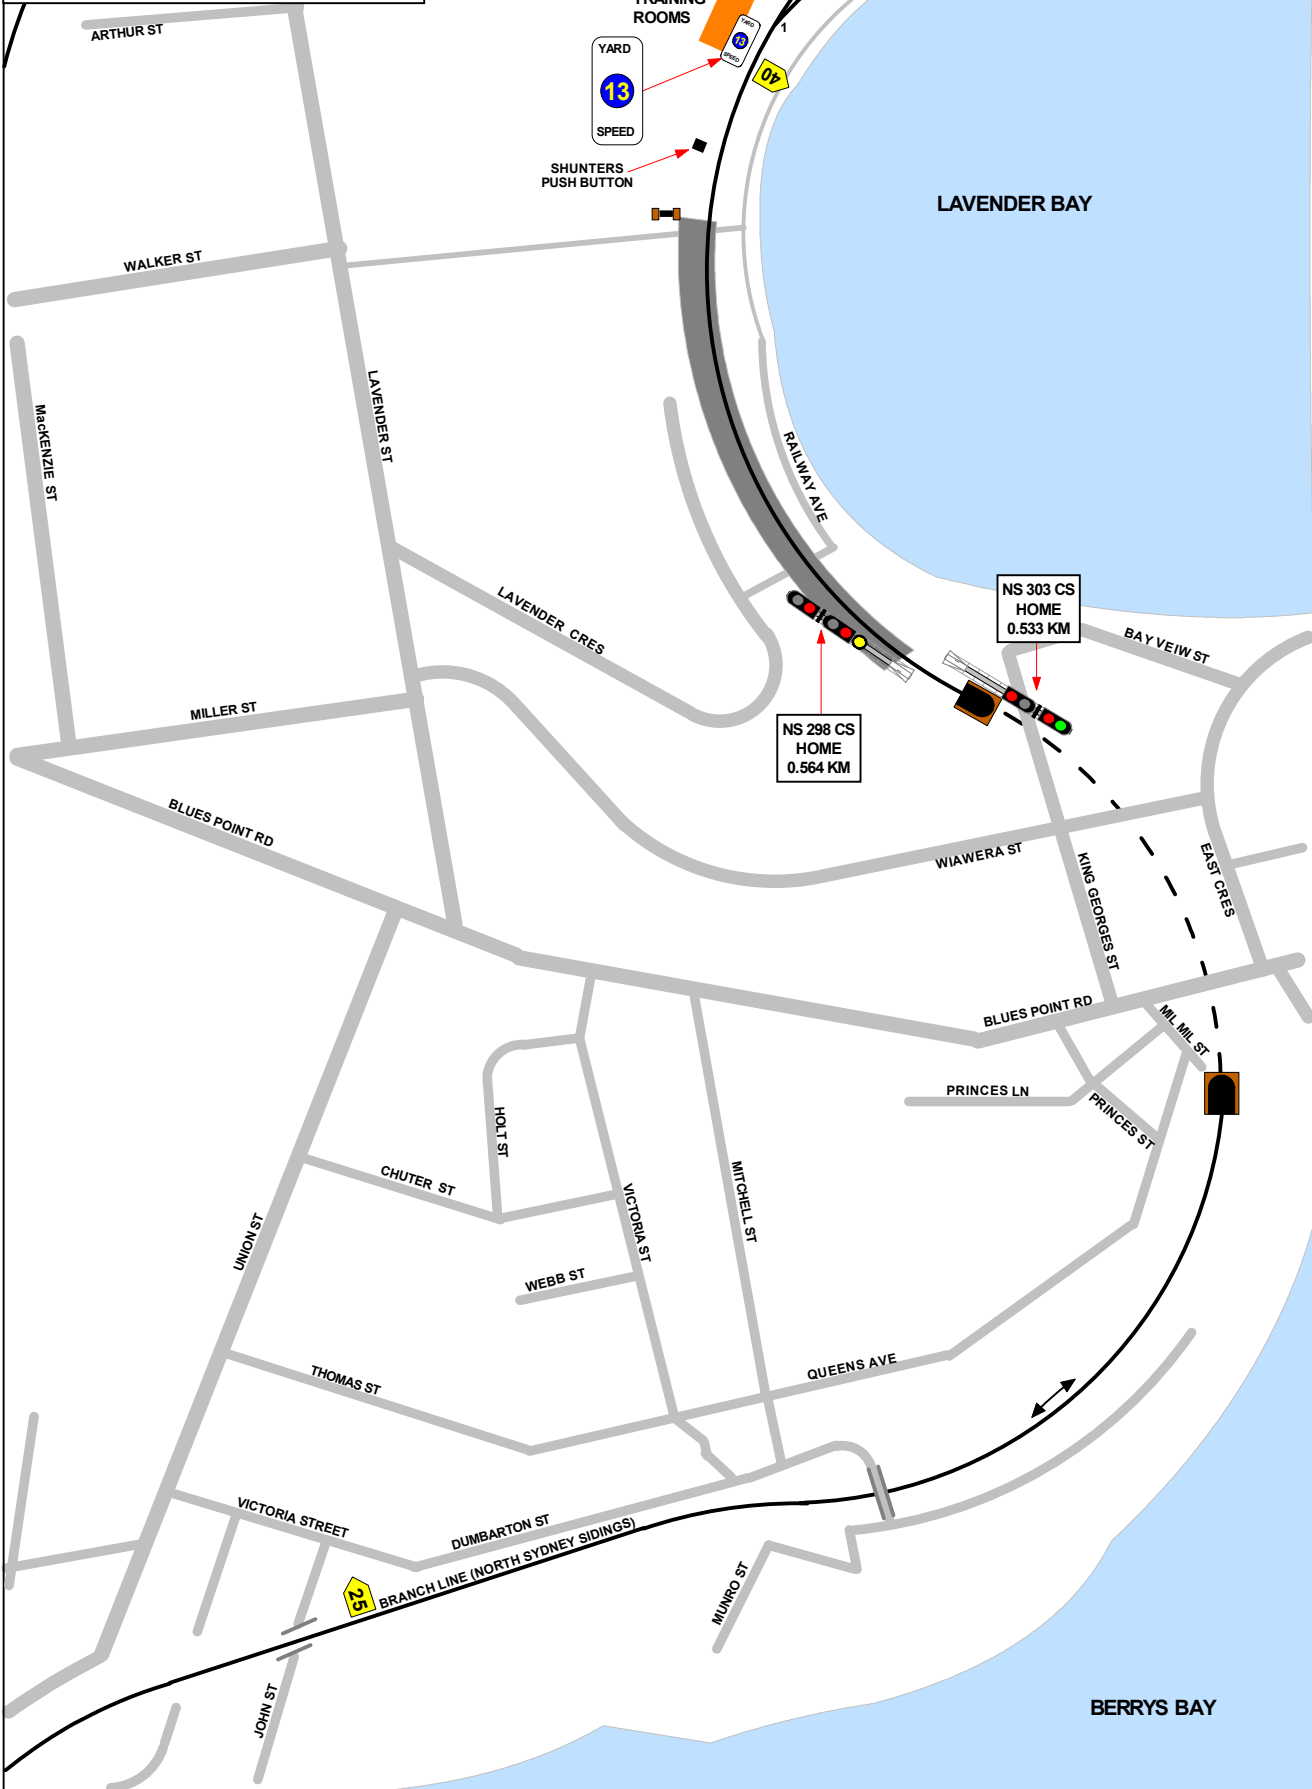 TRAINING
ROOMS
ARTHUR ST
YARD
13
SPEED
YARD
13
SPEED
1
40
SHUNTERS
PUSH BUTTON
LAVENDER BAY
WALKER ST
LAVENDER ST
MacKENZIE ST
RAILWAY AVE
LAVENDER CRES
NS 303 CS
HOME
0.533 KM
BAY VEIW ST
MILLER ST
NS 298 CS
HOME
0.564 KM
BLUES POINT RD
WIAWERA ST
KING GEORGES ST
EAST CRES
BLUES POINT RD
MIL MIL ST
PRINCES LN
PRINCES ST
HOLT ST
CHUTER ST
VICTORIA ST
MITCHELL ST
UNION ST
WEBB ST
THOMAS ST
QUEENS AVE
VICTORIA STREET
DUMBARTON ST
BRANCH LINE (NORTH SYDNEY SIDINGS)
25
MUNRO ST
JOHN ST
BERRYS BAY